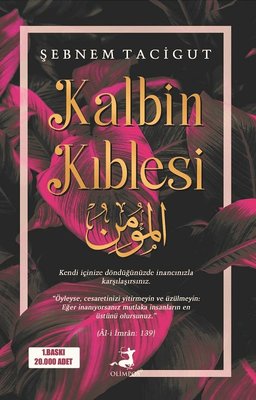 ŞEBNEM TACİGUT
Kalbin
Kıblesi
المؤمن
Kendi içinize döndüğünüzde inancınızla
karşılaşırsınız.
"Öyleyse, cesaretinizi yitirmeyin ve üzülmeyin:
Eğer inanıyorsanız mutlaka insanların en
üstünü olursunuz."
(Âl-i İmrân: 139)
1.BASKI
20.000 ADET
OLİMPOS